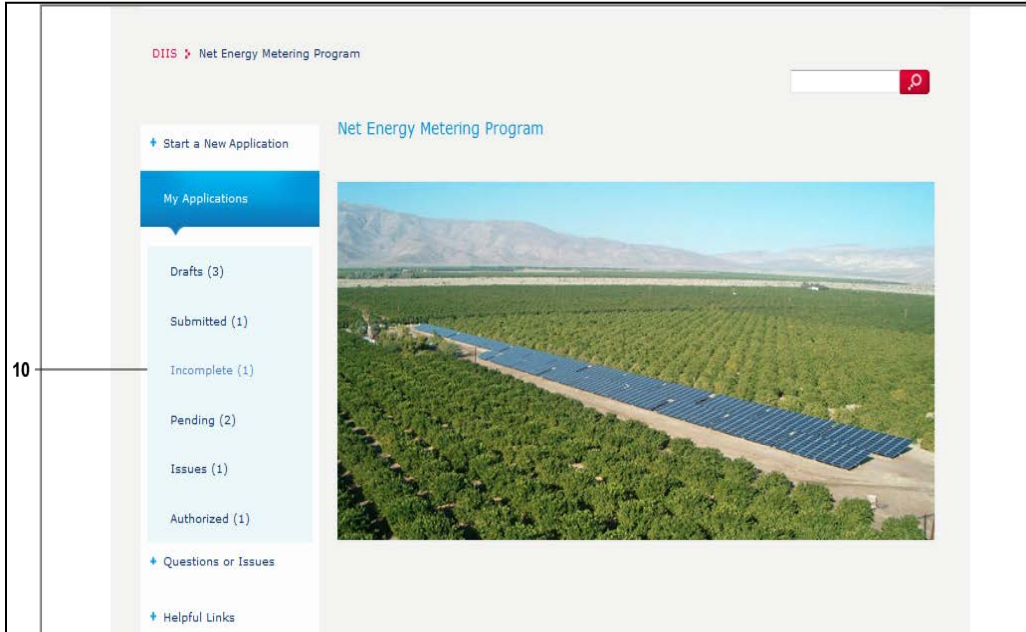 DIIS Net Energy Metering Program
Net Energy Metering Program
Start a New Application
My Applications
Drafts (3)
Submitted (1)
10
Incomplete (1)
Pending (2)
Issues (1)
Authorized (1)
Questions or Issues
Helpful Links